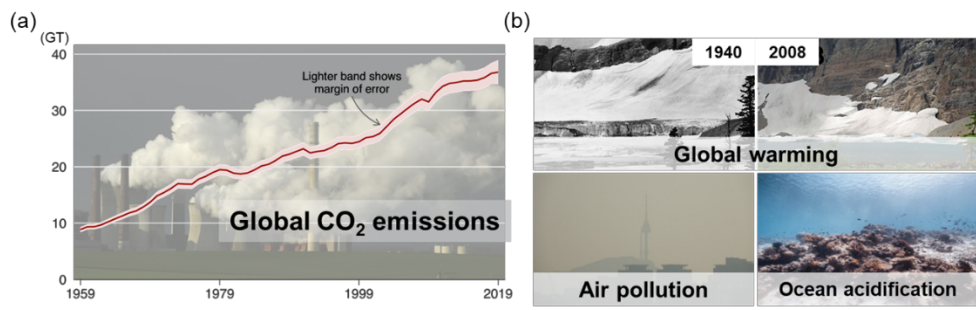 (a)
(GT)
40
30
20
10
0
Lighter band shows
margin of error
Global CO₂ emissions
1959
1979
1999
2019
(b)
1940
2008
Global warming
Air pollution
Ocean acidification